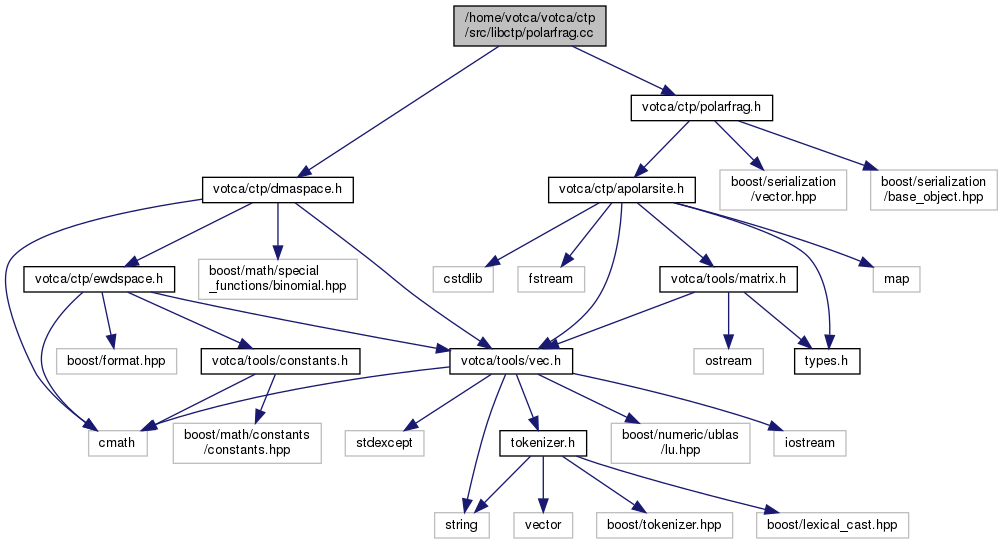 /home/votca/votca/ctp
/src/libctp/polarfrag.cc
votca/ctp/polarfrag.h
votca/ctp/dmaspace.h
votca/ctp/apolarsite.h
boost/serialization
/vector.hpp
boost/serialization
/base_object.hpp
votca/ctp/ewdspace.h
boost/math/special
_functions/binomial.hpp
cstdlib
fstream
votca/tools/matrix.h
map
boost/format.hpp
votca/tools/constants.h
votca/tools/vec.h
ostream
types.h
cmath
boost/math/constants
/constants.hpp
stdexcept
tokenizer.h
boost/numeric/ublas
/lu.hpp
iostream
string
vector
boost/tokenizer.hpp
boost/lexical_cast.hpp